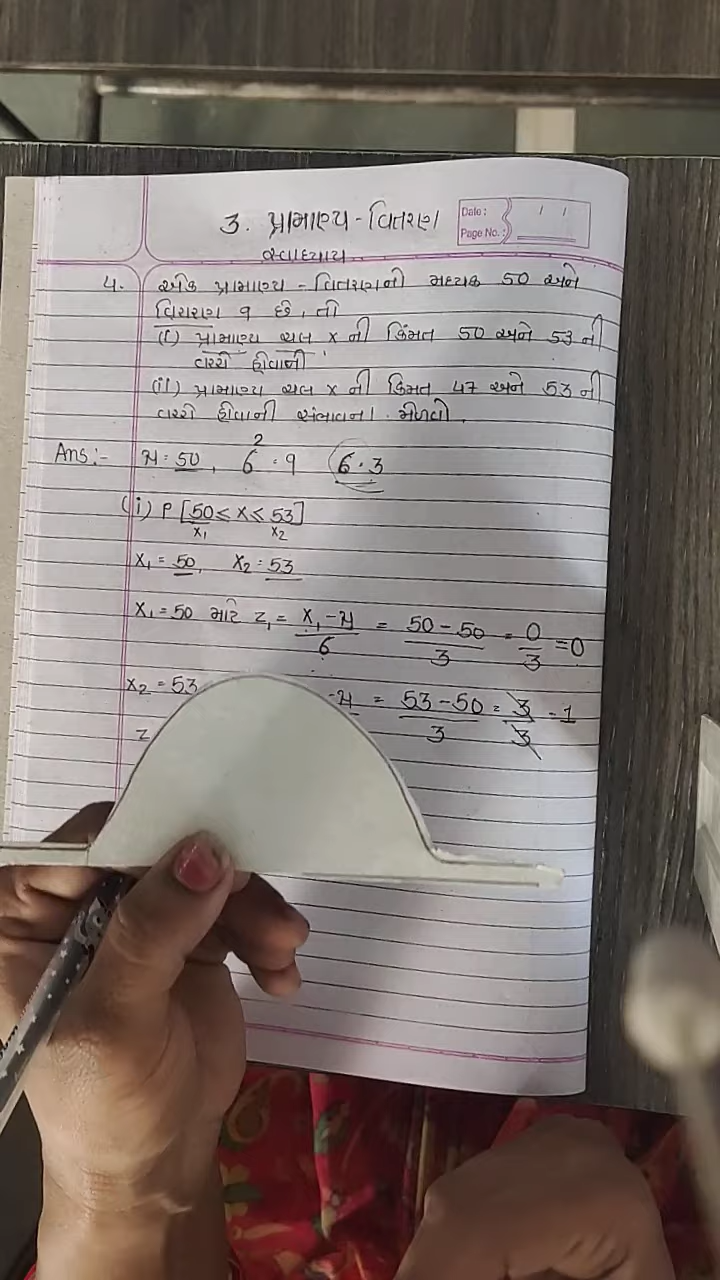 3. પ્રામાણ્ય - વિતરણ
Date : / /
Page No. :
સ્વાધ્યાય
4. એક પ્રામાણ્ય - વિતરણનો મધ્યક 50 અને
વિચરણ 9 છે, તો
(i) પ્રામાણ્ય ચલ x ની કિંમત 50 અને 53 ની
વચ્ચે હોવાની
(ii) પ્રામાણ્ય ચલ x ની કિંમત 47 અને 53 ની
વચ્ચે હોવાની સંભાવના મેળવો.
Ans:- μ = 50, σ² = 9 σ = 3
(i) P [50 ≤ x ≤ 53]
x₁ x₂
x₁ = 50, x₂ = 53
x₁ = 50 માટે z₁ = x₁ - μ / σ = 50 - 50 / 3 = 0 / 3 = 0
x₂ = 53 - μ = 53 - 50 / 3 = 3 / 3 = 1
z